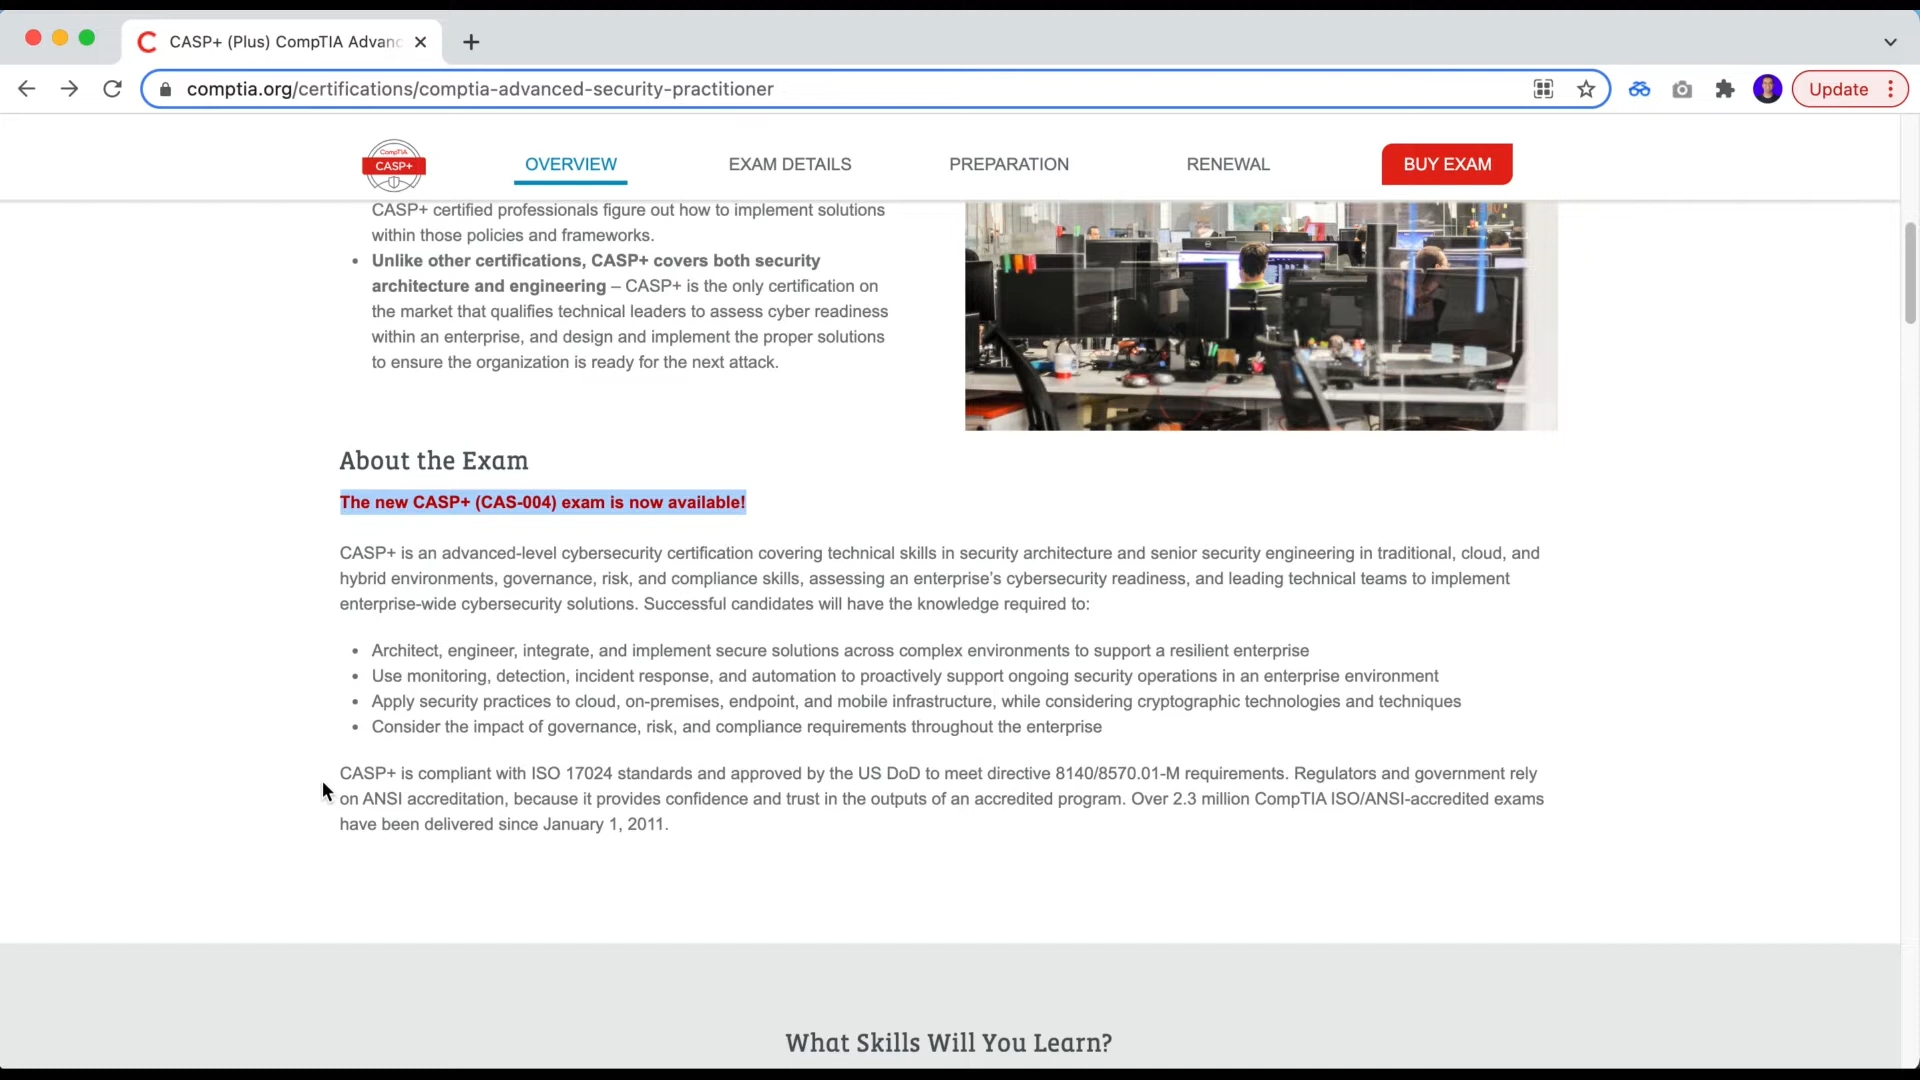 CASP+ (Plus) CompTIA Advanc
comptia.org/certifications/comptia-advanced-security-practitioner
Update
CompTIA
CASP+
OVERVIEW
EXAM DETAILS
PREPARATION
RENEWAL
BUY EXAM
CASP+ certified professionals figure out how to implement solutions
within those policies and frameworks.
• Unlike other certifications, CASP+ covers both security
architecture and engineering – CASP+ is the only certification on
the market that qualifies technical leaders to assess cyber readiness
within an enterprise, and design and implement the proper solutions
to ensure the organization is ready for the next attack.
About the Exam
The new CASP+ (CAS-004) exam is now available!
CASP+ is an advanced-level cybersecurity certification covering technical skills in security architecture and senior security engineering in traditional, cloud, and
hybrid environments, governance, risk, and compliance skills, assessing an enterprise’s cybersecurity readiness, and leading technical teams to implement
enterprise-wide cybersecurity solutions. Successful candidates will have the knowledge required to:
• Architect, engineer, integrate, and implement secure solutions across complex environments to support a resilient enterprise
• Use monitoring, detection, incident response, and automation to proactively support ongoing security operations in an enterprise environment
• Apply security practices to cloud, on-premises, endpoint, and mobile infrastructure, while considering cryptographic technologies and techniques
• Consider the impact of governance, risk, and compliance requirements throughout the enterprise
CASP+ is compliant with ISO 17024 standards and approved by the US DoD to meet directive 8140/8570.01-M requirements. Regulators and government rely
on ANSI accreditation, because it provides confidence and trust in the outputs of an accredited program. Over 2.3 million CompTIA ISO/ANSI-accredited exams
have been delivered since January 1, 2011.
What Skills Will You Learn?